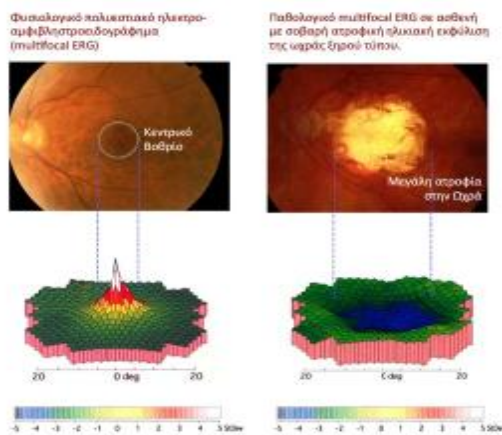 Φυσιολογικό πολυεστιακό ηλεκτρο-
αμφιβληστροειδογράφημα
(multifocal ERG)
Κεντρικό
Βοθρίο
20 0 deg 20
-5 -4 -3 -2 -1 0 1 2 3 4 5 SDev
Παθολογικό multifocal ERG σε ασθενή
με σοβαρή ατροφική ηλικιακή εκφύλιση
της ωχράς ξηρού τύπου.
Μεγάλη ατροφία
στην Ωχρά
20 0 deg 20
-5 -4 -3 -2 -1 0 1 2 3 4 5 SDev